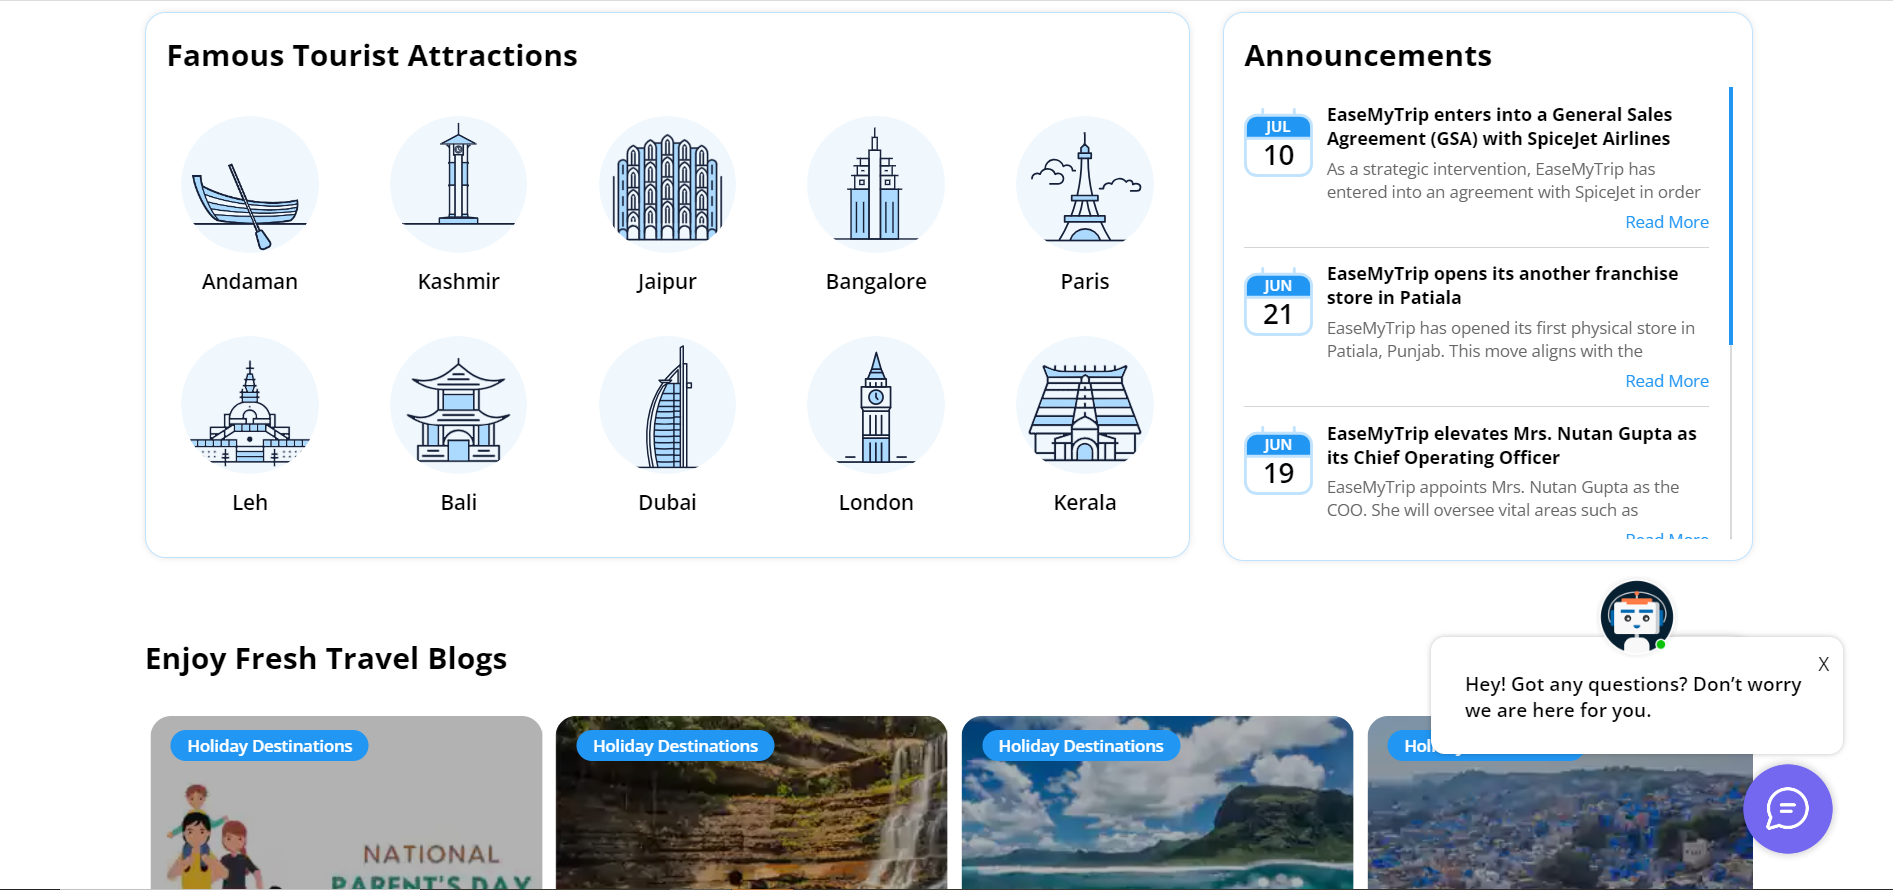 Famous Tourist Attractions
Andaman
Kashmir
Jaipur
Bangalore
Paris
Leh
Bali
Dubai
London
Kerala
Announcements
JUL
10
EaseMyTrip enters into a General Sales
Agreement (GSA) with SpiceJet Airlines
As a strategic intervention, EaseMyTrip has
entered into an agreement with SpiceJet in order
Read More
JUN
21
EaseMyTrip opens its another franchise
store in Patiala
EaseMyTrip has opened its first physical store in
Patiala, Punjab. This move aligns with the
Read More
JUN
19
EaseMyTrip elevates Mrs. Nutan Gupta as
its Chief Operating Officer
EaseMyTrip appoints Mrs. Nutan Gupta as the
COO. She will oversee vital areas such as
Read More
Enjoy Fresh Travel Blogs
X
Hey! Got any questions? Don’t worry
we are here for you.
Holiday Destinations
NATIONAL
PARENT'S DAY
Holiday Destinations
Holiday Destinations